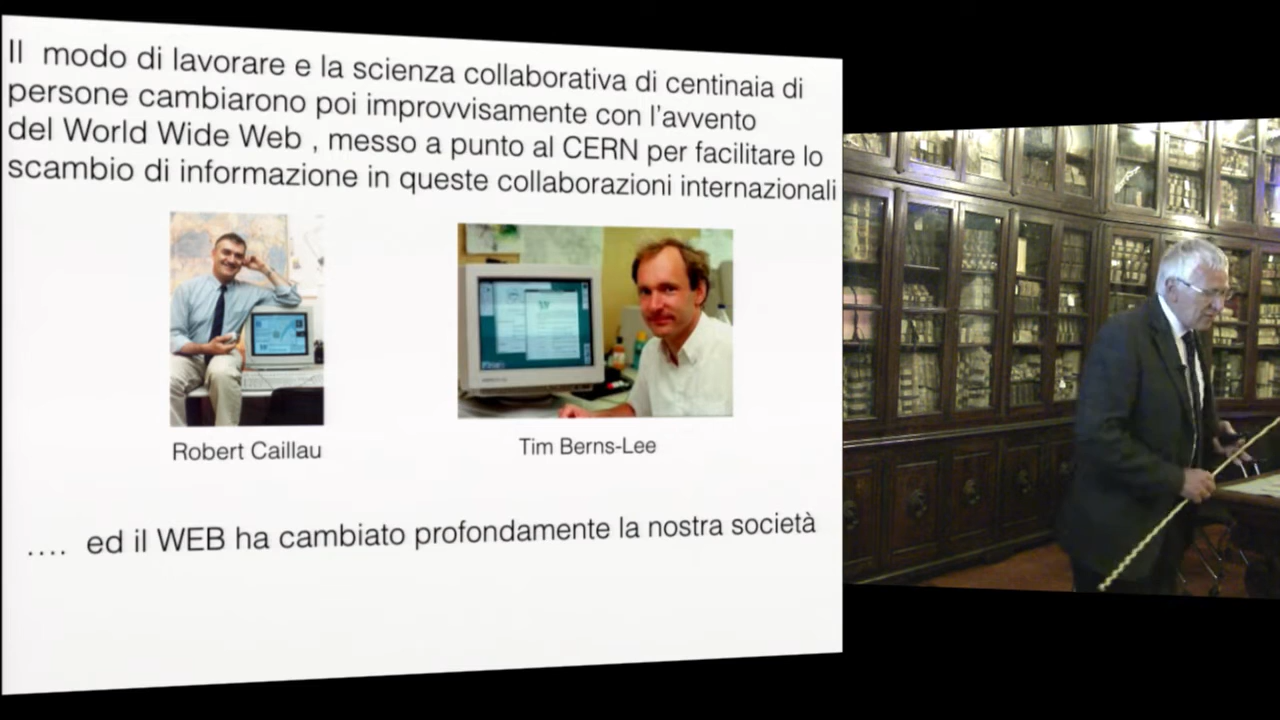 Il modo di lavorare e la scienza collaborativa di centinaia di
persone cambiarono poi improvvisamente con l'avvento
del World Wide Web , messo a punto al CERN per facilitare lo
scambio di informazione in queste collaborazioni internazionali
Robert Caillau
Tim Berns-Lee
.... ed il WEB ha cambiato profondamente la nostra società